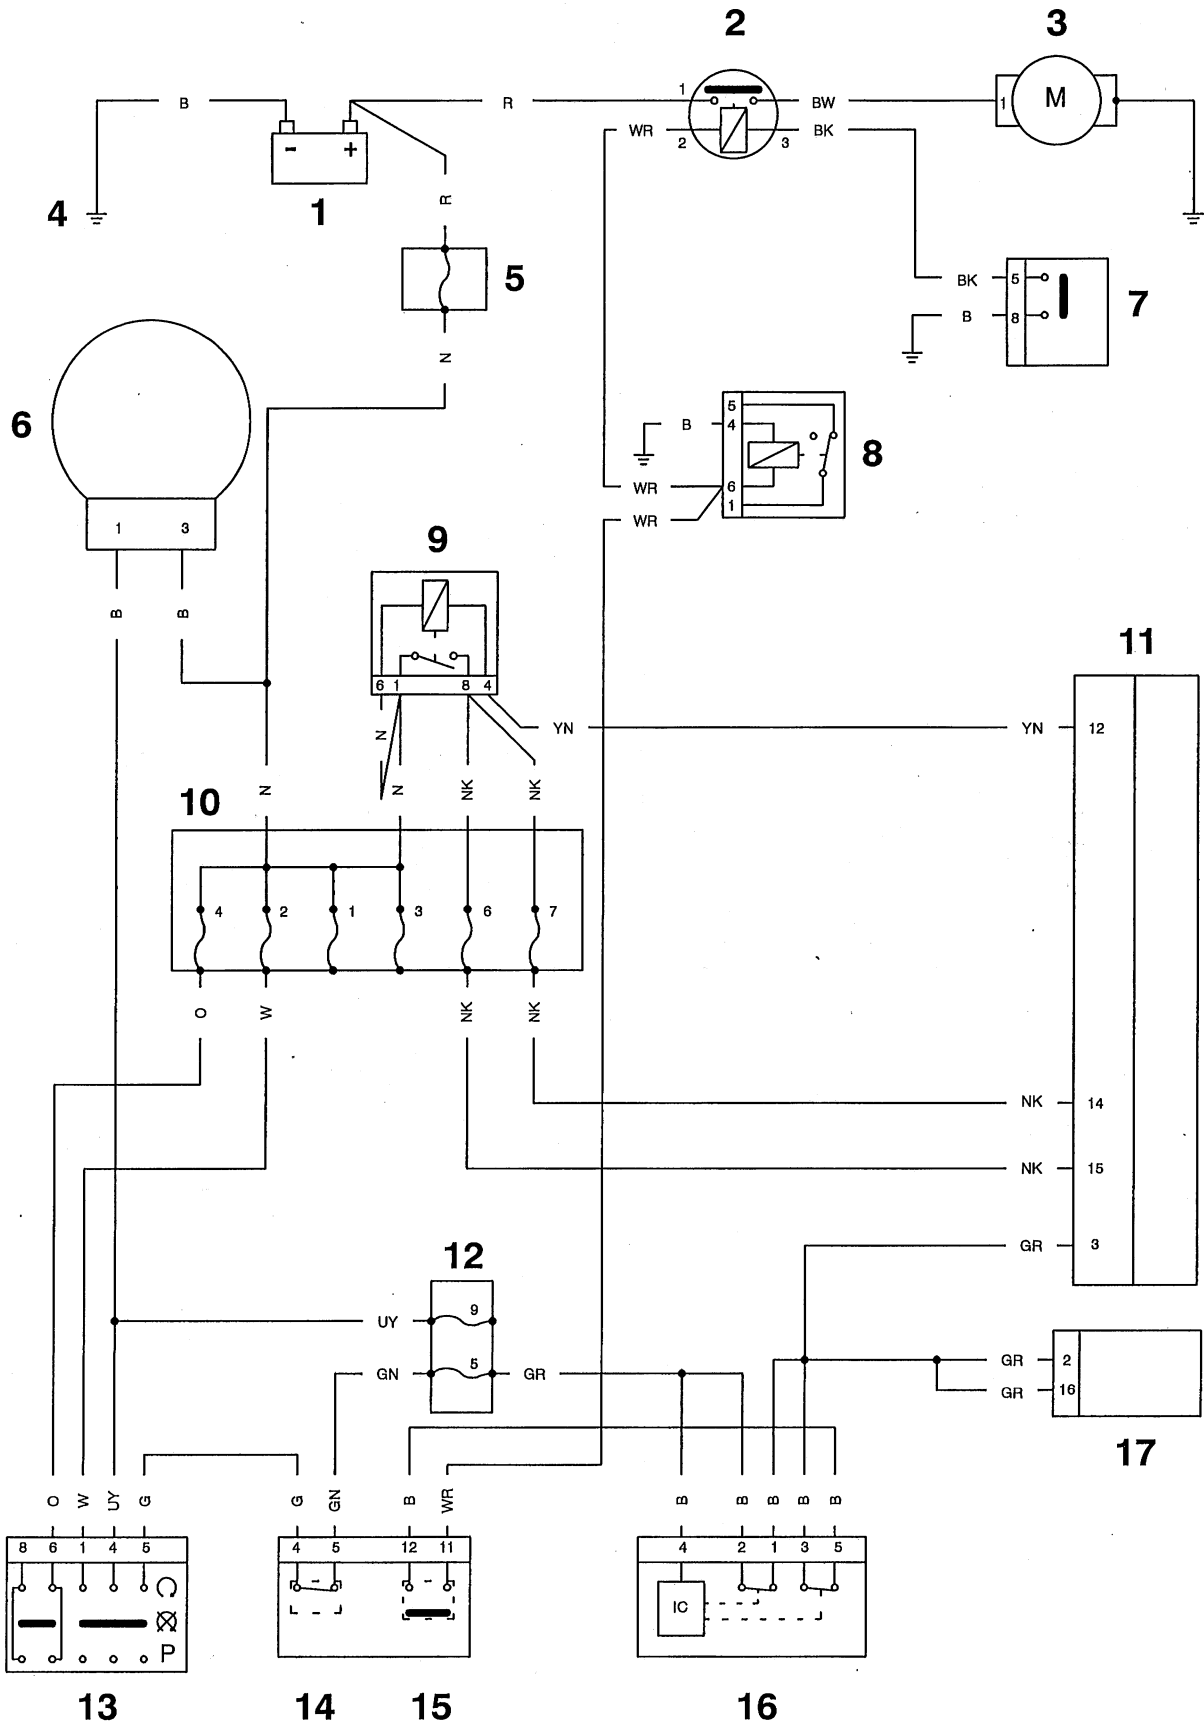 2 3
B R 1 BW 1 M
WR 2 3 BK
- +
4 1 R
5 BK 5 7
B 8
N
6 5
B 4 8
WR 6
1 3 WR 1
9
B B
11
6 1 8 4
N YN YN 12
10 N N NK NK
4 2 1 3 6 7
O W NK NK
NK 14
NK 15
12 GR 3
9
UY
5 GR 2
GN GR GR 16
17
O W UY G G GN B WR B B B B B
8 6 1 4 5 4 5 12 11 4 2 1 3 5
IC
P
13 14 15 16